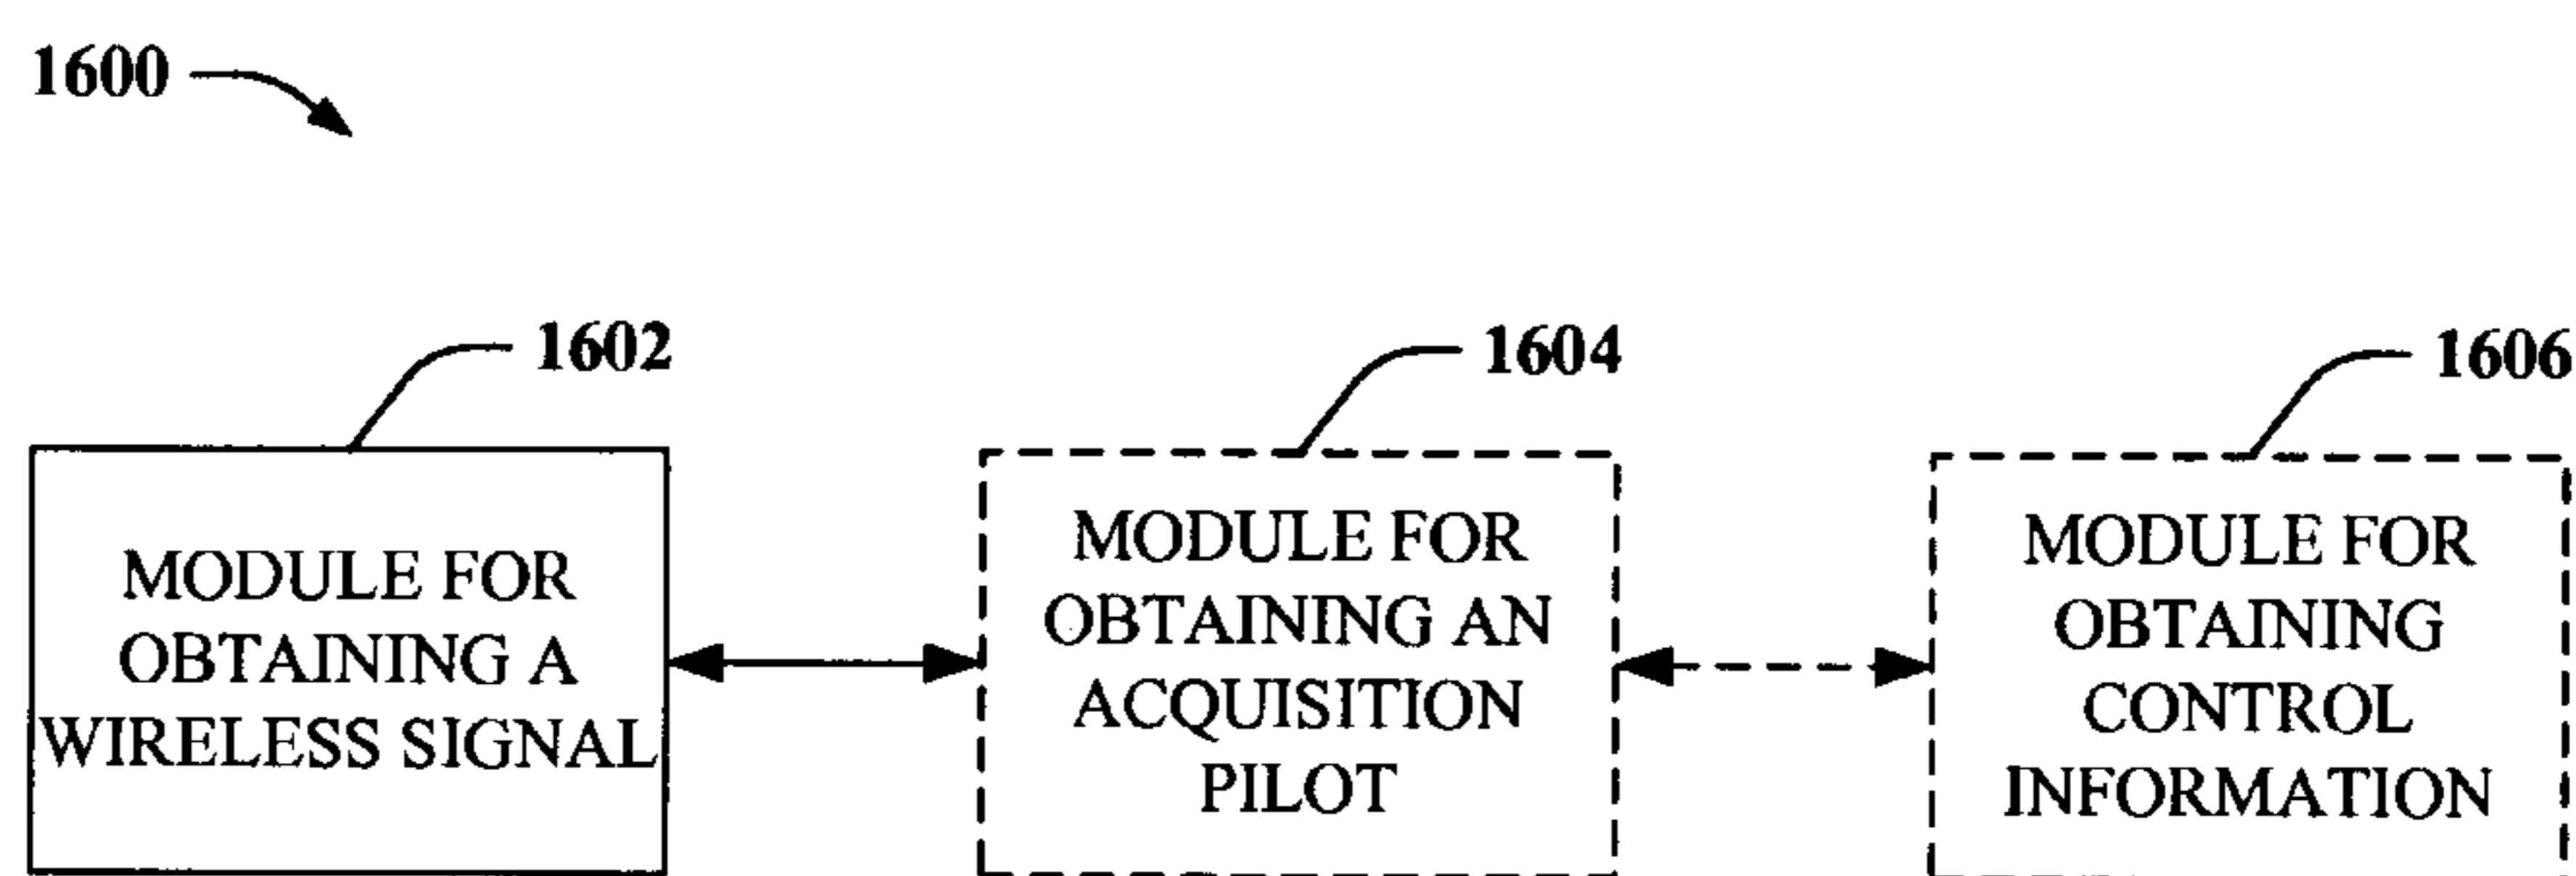 1600
1602
1604
1606
MODULE FOR
OBTAINING A
WIRELESS SIGNAL
MODULE FOR
OBTAINING AN
ACQUISITION
PILOT
MODULE FOR
OBTAINING
CONTROL
INFORMATION